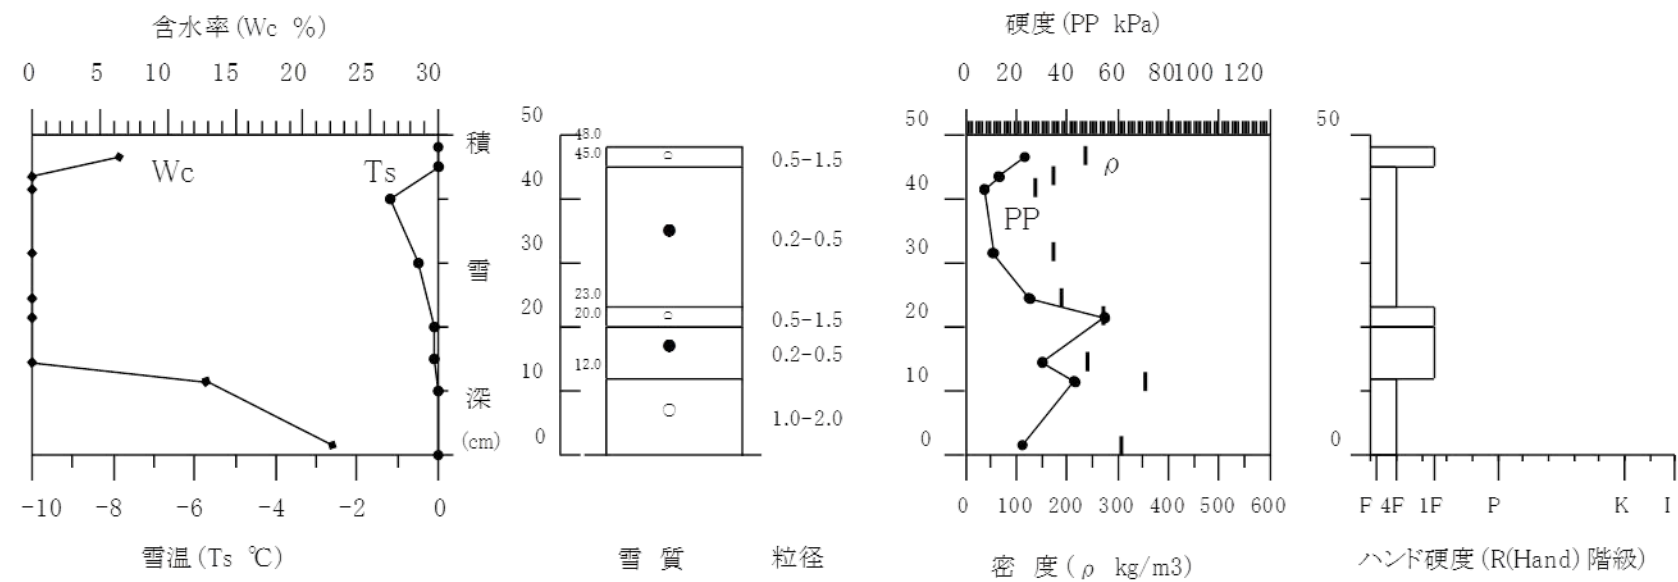 含水率(Wc %)
0 5 10 15 20 25 30
Wc
Ts
積
雪
深
(cm)
-10 -8 -6 -4 -2 0
雪温(Ts ℃)
50
40
30
20
10
0
48.0
45.0
23.0
20.0
12.0
0.5-1.5
0.2-0.5
0.5-1.5
0.2-0.5
1.0-2.0
雪 質
粒径
硬度(PP kPa)
0 20 40 60 80 100 120
50
40
30
20
10
0
ρ
PP
0 100 200 300 400 500 600
密 度(ρ kg/m3)
50
0
F 4F 1F P K I
ハンド硬度(R(Hand)階級)